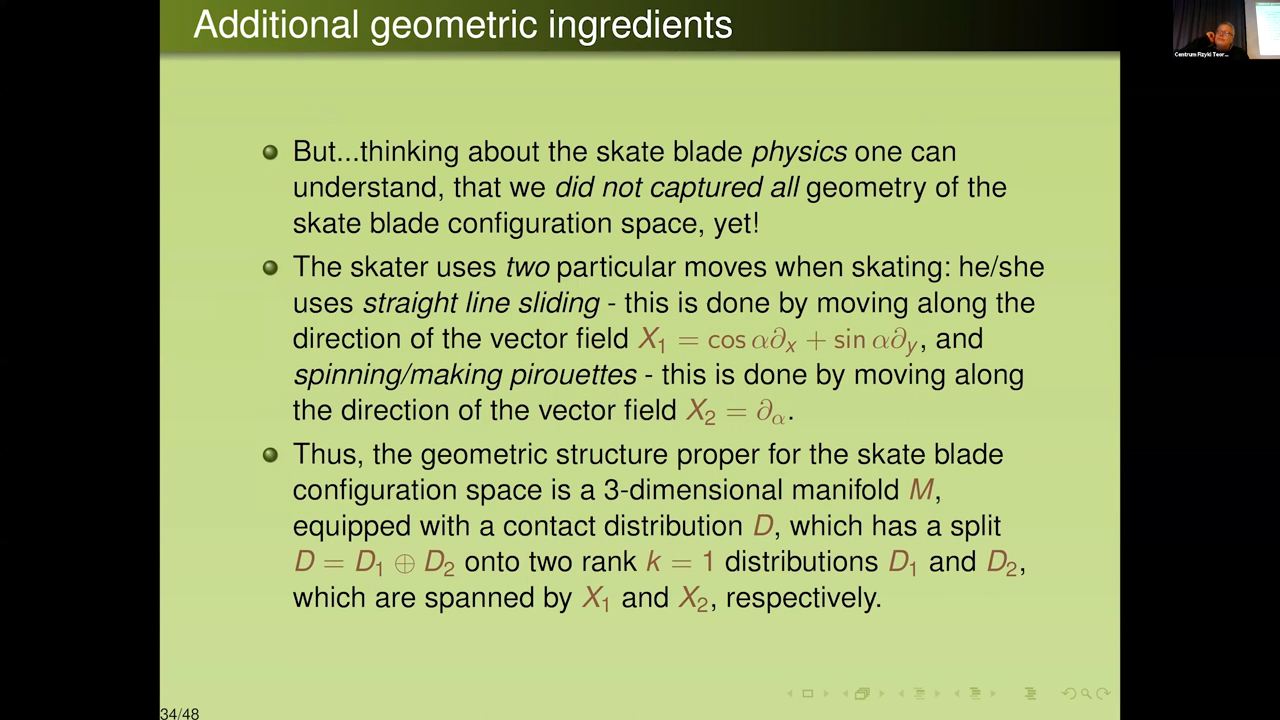 Additional geometric ingredients
Centrum Fizyki Teor...
But...thinking about the skate blade physics one can
understand, that we did not captured all geometry of the
skate blade configuration space, yet!
The skater uses two particular moves when skating: he/she
uses straight line sliding - this is done by moving along the
direction of the vector field X₁ = cos α∂ₓ + sin α∂ᵧ, and
spinning/making pirouettes - this is done by moving along
the direction of the vector field X₂ = ∂_α.
Thus, the geometric structure proper for the skate blade
configuration space is a 3-dimensional manifold M,
equipped with a contact distribution D, which has a split
D = D₁ ⊕ D₂ onto two rank k = 1 distributions D₁ and D₂,
which are spanned by X₁ and X₂, respectively.
34/48